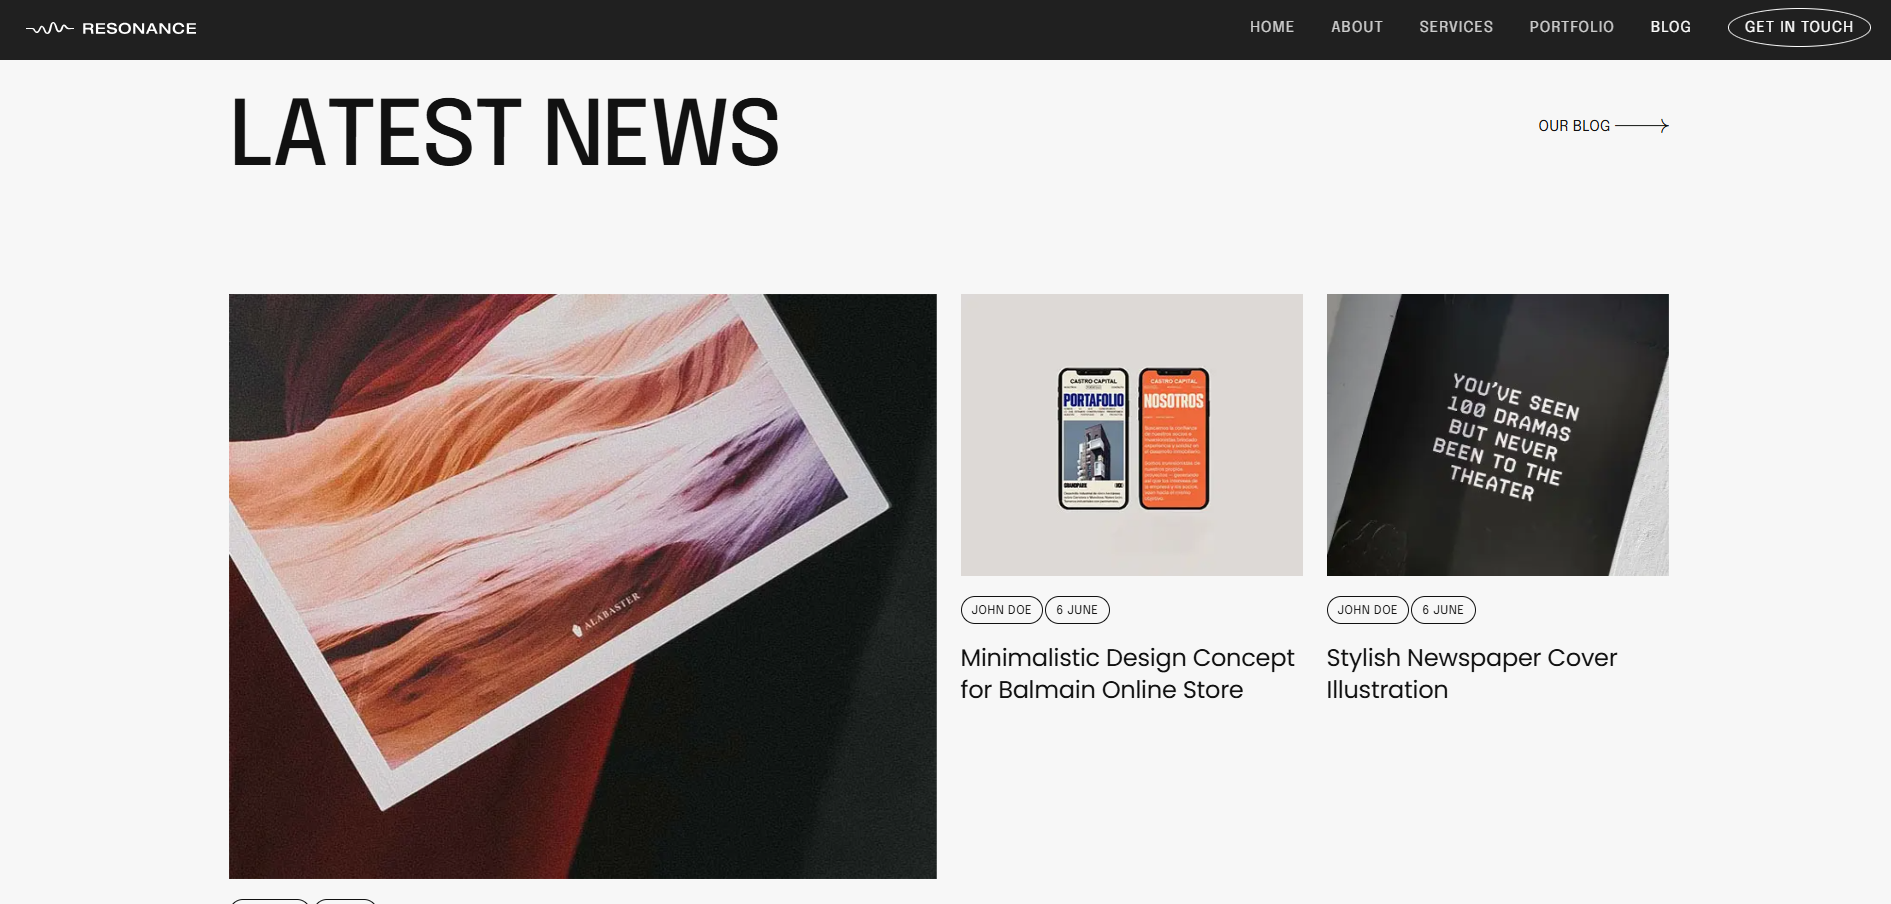 RESONANCE
HOME ABOUT SERVICES PORTFOLIO BLOG GET IN TOUCH
LATEST NEWS
OUR BLOG
ALABASTER
CASTRO CAPITAL.
PORTAFOLIO
CASTRO CAPITAL.
NOSOTROS
YOU'VE SEEN
100 DRAMAS
BUT NEVER
BEEN TO THE
THEATER
JOHN DOE 6 JUNE
Minimalistic Design Concept
for Balmain Online Store
JOHN DOE 6 JUNE
Stylish Newspaper Cover
Illustration